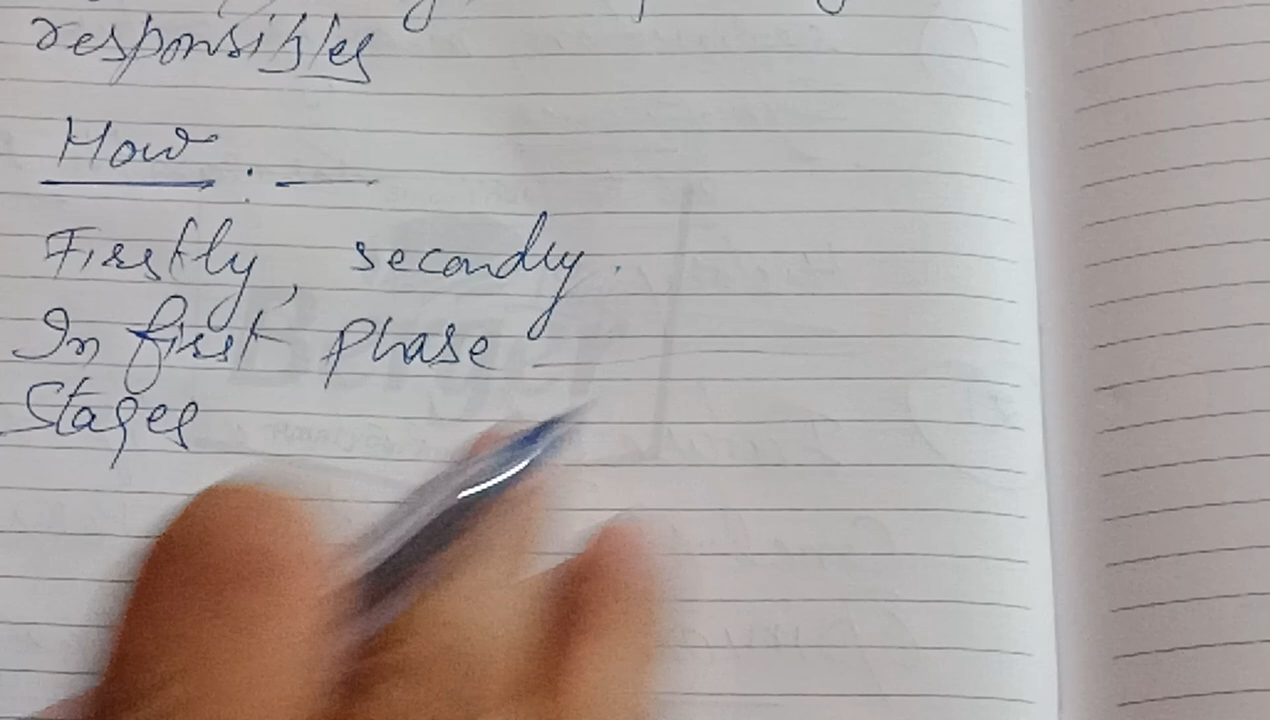 responsibles
How : —
Firstly, secondly.
In first phase —
Stages